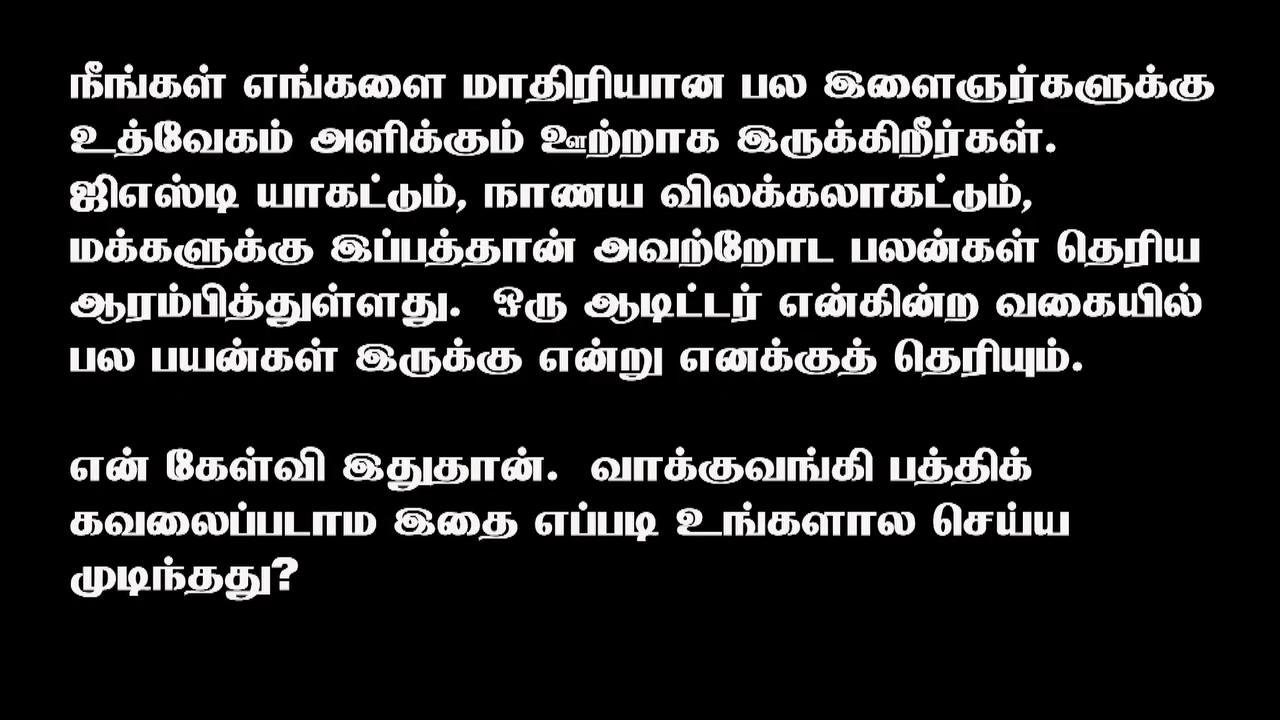 நீங்கள் எங்களை மாதிரியான பல இளைஞர்களுக்கு
உத்வேகம் அளிக்கும் ஊற்றாக இருக்கிறீர்கள்.
ஜிஎஸ்டி யாகட்டும், நாணய விலக்கலாகட்டும்,
மக்களுக்கு இப்பத்தான் அவற்றோட பலன்கள் தெரிய
ஆரம்பித்துள்ளது. ஒரு ஆடிட்டர் என்கின்ற வகையில்
பல பயன்கள் இருக்கு என்று எனக்குத் தெரியும்.
என் கேள்வி இதுதான். வாக்குவங்கி பத்திக்
கவலைப்படாம இதை எப்படி உங்களால செய்ய
முடிந்தது?